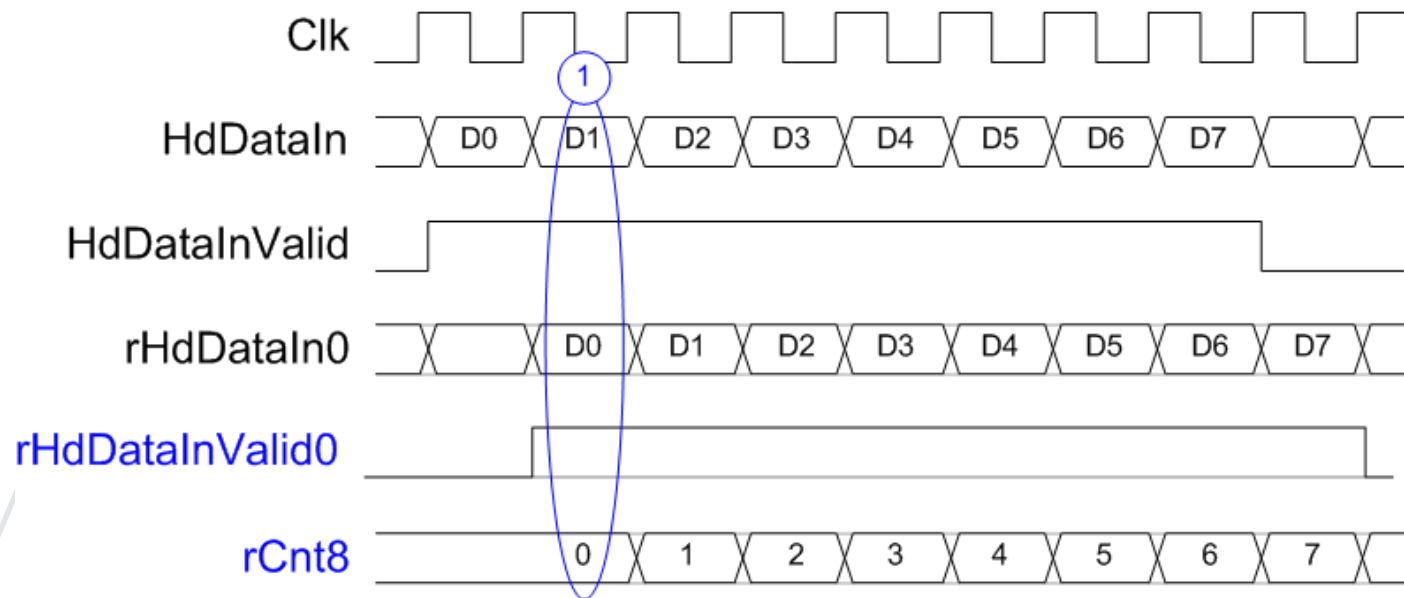 Clk
1
HdDataIn D0 D1 D2 D3 D4 D5 D6 D7
HdDataInValid
rHdDataIn0 D0 D1 D2 D3 D4 D5 D6 D7
rHdDataInValid0
rCnt8 0 1 2 3 4 5 6 7